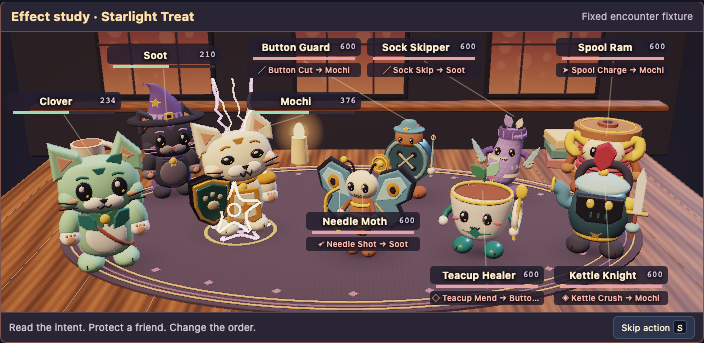 Effect study · Starlight Treat
Fixed encounter fixture
Soot 210
Button Guard 600
Button Cut → Mochi
Sock Skipper 600
Sock Skip → Soot
Spool Ram 600
Spool Charge → Mochi
Clover 234
Mochi 376
Needle Moth 600
Needle Shot → Soot
Teacup Healer 600
Teacup Mend → Butto...
Kettle Knight 600
Kettle Crush → Mochi
Read the intent. Protect a friend. Change the order.
Skip action S